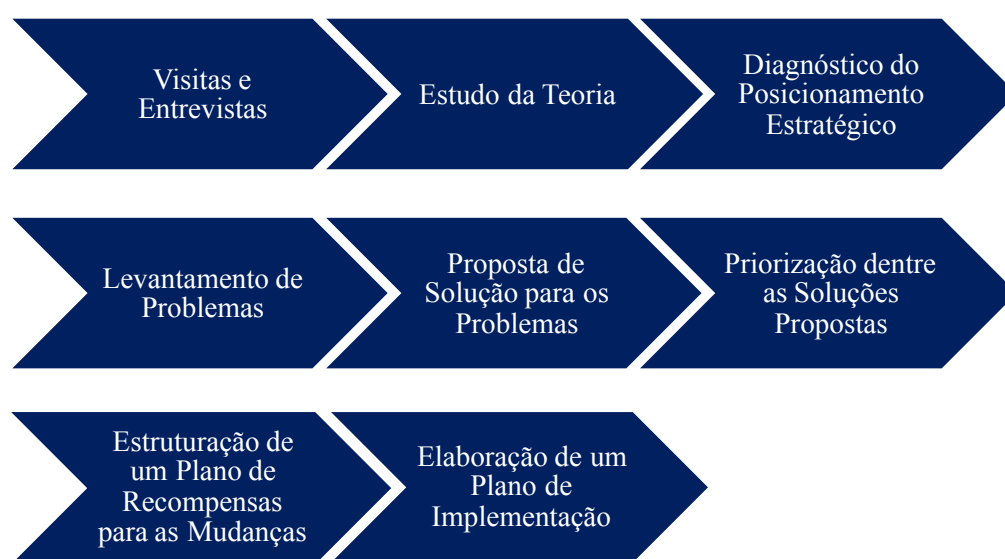 Visitas e
Entrevistas
Estudo da Teoria
Diagnóstico do
Posicionamento
Estratégico
Levantamento de
Problemas
Proposta de
Solução para os
Problemas
Priorização dentre
as Soluções
Propostas
Estruturação de
um Plano de
Recompensas
para as Mudanças
Elaboração de um
Plano de
Implementação